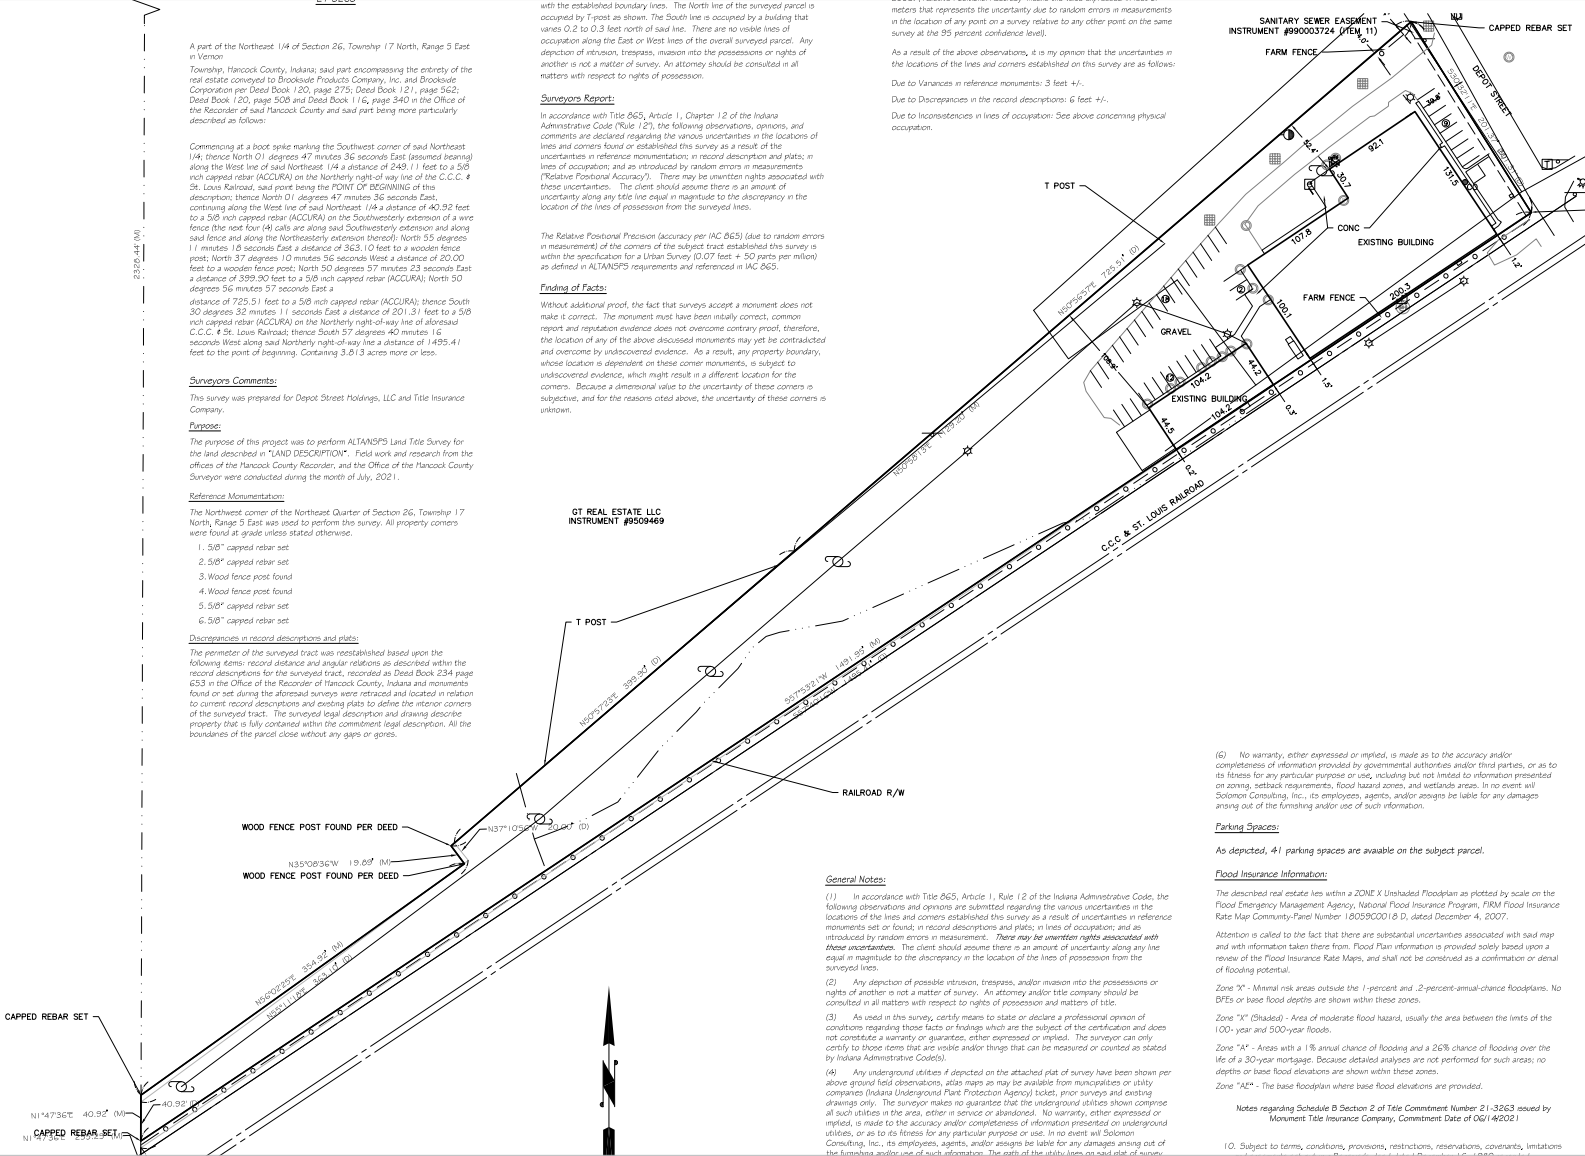 A part of the Northeast 1/4 of Section 26, Township 17 North, Range 5 East
in Vernon
Township, Hancock County, Indiana; said part encompassing the entirety of the
real estate conveyed to Brookside Products Company, Inc. and Brookside
Corporation per Deed Book 120, page 275; Deed Book 121, page 562;
Deed Book 120, page 508 and Deed Book 116, page 340 in the Office of
the Recorder of said Hancock County and said part being more particularly
described as follows:
Commencing at a boot spike marking the Southwest corner of said Northeast
1/4; thence North 01 degrees 47 minutes 36 seconds East (assumed bearing)
along the West line of said Northeast 1/4 a distance of 249.11 feet to a 5/8
inch capped rebar (ACCURA) on the Northerly right-of way line of the C.C.C. &
St. Louis Railroad, said point being the POINT OF BEGINNING of this
description; thence North 01 degrees 47 minutes 36 seconds East,
continuing along the West line of said Northeast 1/4 a distance of 40.92 feet
to a 5/8 inch capped rebar (ACCURA) on the Southwesterly extension of a wire
fence (the next four (4) calls are along said Southwesterly extension and along
said fence and along the Northeasterly extension thereof); North 55 degrees
11 minutes 18 seconds East a distance of 363.10 feet to a wooden fence
post; North 37 degrees 10 minutes 56 seconds West a distance of 20.00
feet to a wooden fence post; North 50 degrees 57 minutes 23 seconds East
a distance of 399.90 feet to a 5/8 inch capped rebar (ACCURA); North 50
degrees 56 minutes 57 seconds East a
distance of 725.51 feet to a 5/8 inch capped rebar (ACCURA); thence South
30 degrees 32 minutes 11 seconds East a distance of 201.31 feet to a 5/8
inch capped rebar (ACCURA) on the Northerly right-of-way line of aforesaid
C.C.C. & St. Louis Railroad; thence South 57 degrees 40 minutes 16
seconds West along said Northerly right-of-way line a distance of 1495.41
feet to the point of beginning. Containing 3.813 acres more or less.
Surveyors Comments:
This survey was prepared for Depot Street Holdings, LLC and Title Insurance
Company.
Purpose:
The purpose of this project was to perform ALTA/NSPS Land Title Survey for
the land described in "LAND DESCRIPTION". Field work and research from the
offices of the Hancock County Recorder, and the Office of the Hancock County
Surveyor were conducted during the month of July, 2021.
Reference Monumentation:
The Northwest corner of the Northeast Quarter of Section 26, Township 17
North, Range 5 East was used to perform this survey. All property corners
were found at grade unless stated otherwise.
1. 5/8" capped rebar set
2. 5/8" capped rebar set
3. Wood fence post found
4. Wood fence post found
5. 5/8" capped rebar set
6. 5/8" capped rebar set
Discrepancies in record descriptions and plats:
The perimeter of the surveyed tract was reestablished based upon the
following items: record distance and angular relations as described within the
record descriptions for the surveyed tract, recorded as Deed Book 234 page
653 in the Office of the Recorder of Hancock County, Indiana and monuments
found or set during the aforesaid surveys were retraced and located in relation
to current record descriptions and existing plats to define the interior corners
of the surveyed tract. The surveyed legal description and drawing describe
property that is fully contained within the commitment legal description. All the
boundaries of the parcel close without any gaps or gores.
with the established boundary lines. The North line of the surveyed parcel is
occupied by T-post as shown. The South line is occupied by a building that
varies 0.2 to 0.3 feet north of said line. There are no visible lines of
occupation along the East or West lines of the overall surveyed parcel. Any
depiction of intrusion, trespass, invasion into the possessions or rights of
another is not a matter of survey. An attorney should be consulted in all
matters with respect to rights of possession.
Surveyors Report:
In accordance with Title 865, Article 1, Chapter 12 of the Indiana
Administrative Code ("Rule 12"), the following observations, opinions, and
comments are declared regarding the various uncertainties in the locations of
lines and corners found or established this survey as a result of the
uncertainties in reference monumentation; in record description and plats; in
lines of occupation; and as introduced by random errors in measurements
("Relative Positional Accuracy"). There may be unwritten rights associated with
these uncertainties. The client should assume there is an amount of
uncertainty along any title line equal in magnitude to the discrepancy in the
location of the lines of possession from the surveyed lines.
The Relative Positional Precision (accuracy per IAC 865) (due to random errors
in measurement) of the corners of the subject tract established this survey is
within the specification for a Urban Survey (0.07 feet + 50 parts per million)
as defined in ALTA/NSPS requirements and referenced in IAC 865.
Finding of Facts:
Without additional proof, the fact that surveys accept a monument does not
make it correct. The monument must have been initially correct, common
report and reputation evidence does not overcome contrary proof, therefore,
the location of any of the above discussed monuments may yet be contradicted
and overcome by undiscovered evidence. As a result, any property boundary,
whose location is dependent on these corner monuments, is subject to
undiscovered evidence, which might result in a different location for the
corners. Because a dimensional value to the uncertainty of these corners is
subjective, and for the reasons cited above, the uncertainty of these corners is
unknown.
meters that represents the uncertainty due to random errors in measurements
in the location of any point on a survey relative to any other point on the same
survey at the 95 percent confidence level).
As a result of the above observations, it is my opinion that the uncertainties in
the locations of the lines and corners established on this survey are as follows:
Due to Variances in reference monuments: 3 feet +/-.
Due to Discrepancies in the record descriptions: 6 feet +/-.
Due to Inconsistencies in lines of occupation: See above concerning physical
occupation.
SANITARY SEWER EASEMENT
INSTRUMENT #990003724 (ITEM 11)
FARM FENCE
CAPPED REBAR SET
DEPOT STREET
T POST
CONC
EXISTING BUILDING
FARM FENCE
GRAVEL
EXISTING BUILDING
92.1
131.5
30.7
107.8
200.3
100.1
104.2
104.2
44.2
44.5
1.2'
1.5'
0.3'
0.2'
N50°56'57"E 725.51' (D)
N50°58'13"E 1129.20' (M)
C.C.C & ST. LOUIS RAILROAD
2328.44' (M)
GT REAL ESTATE LLC
INSTRUMENT #9509469
T POST
N50°57'23"E 399.90' (D)
S57°53'21"W 1491.95' (M)
RAILROAD R/W
WOOD FENCE POST FOUND PER DEED
N37°10'56"W 20.00' (D)
N35°08'36"W 19.89' (M)
WOOD FENCE POST FOUND PER DEED
N56°02'25"E 354.92' (M)
N55°11'18"E 363.10' (D)
CAPPED REBAR SET
40.92'
N1°47'36"E 40.92' (M)
CAPPED REBAR SET
General Notes:
(1) In accordance with Title 865, Article 1, Rule 12 of the Indiana Administrative Code, the
following observations and opinions are submitted regarding the various uncertainties in the
locations of the lines and corners established this survey as a result of uncertainties in reference
monuments set or found; in record descriptions and plats; in lines of occupation; and as
introduced by random errors in measurement. There may be unwritten rights associated with
these uncertainties. The client should assume there is an amount of uncertainty along any line
equal in magnitude to the discrepancy in the location of the lines of possession from the
surveyed lines.
(2) Any depiction of possible intrusion, trespass, and/or invasion into the possessions or
rights of another is not a matter of survey. An attorney and/or title company should be
consulted in all matters with respect to rights of possession and matters of title.
(3) As used in this survey, certify means to state or declare a professional opinion of
conditions regarding those facts or findings which are the subject of the certification and does
not constitute a warranty or guarantee, either expressed or implied. The surveyor can only
certify to those items that are visible and/or things that can be measured or counted as stated
by Indiana Administrative Code(s).
(4) Any underground utilities if depicted on the attached plat of survey have been shown per
above ground field observations, atlas maps as may be available from municipalities or utility
companies (Indiana Underground Plant Protection Agency) ticket, prior surveys and existing
drawings only. The surveyor makes no guarantee that the underground utilities shown comprise
all such utilities in the area, either in service or abandoned. No warranty, either expressed or
implied, is made to the accuracy and/or completeness of information presented on underground
utilities, or as to its fitness for any particular purpose or use. In no event will Solomon
Consulting, Inc., its employees, agents, and/or assigns be liable for any damages arising out of
the furnishing and/or use of such information. The path of the utility lines on said plat of survey
(6) No warranty, either expressed or implied, is made as to the accuracy and/or
completeness of information provided by governmental authorities and/or third parties, or as to
its fitness for any particular purpose or use, including but not limited to information presented
on zoning, setback requirements, flood hazard zones, and wetlands areas. In no event will
Solomon Consulting, Inc., its employees, agents, and/or assigns be liable for any damages
arising out of the furnishing and/or use of such information.
Parking Spaces:
As depicted, 41 parking spaces are avaiable on the subject parcel.
Flood Insurance Information:
The described real estate lies within a ZONE X Unshaded Floodplain as plotted by scale on the
Flood Emergency Management Agency, National Flood Insurance Program, FIRM Flood Insurance
Rate Map Community-Panel Number 18059C0018 D, dated December 4, 2007.
Attention is called to the fact that there are substantial uncertainties associated with said map
and with information taken there from. Flood Plain information is provided solely based upon a
review of the Flood Insurance Rate Maps, and shall not be construed as a confirmation or denial
of flooding potential.
Zone "X" - Minimal risk areas outside the 1-percent and .2-percent-annual-chance floodplains. No
BFEs or base flood depths are shown within these zones.
Zone "X" (Shaded) - Area of moderate flood hazard, usually the area between the limits of the
100- year and 500-year floods.
Zone "A" - Areas with a 1% annual chance of flooding and a 26% chance of flooding over the
life of a 30-year mortgage. Because detailed analyses are not performed for such areas; no
depths or base flood elevations are shown within these zones.
Zone "AE" - The base floodplain where base flood elevations are provided.
Notes regarding Schedule B Section 2 of Title Commitment Number 21-3263 issued by
Monument Title Insurance Company, Commitment Date of 06/14/2021
10. Subject to terms, conditions, provisions, restrictions, reservations, covenants, limitations